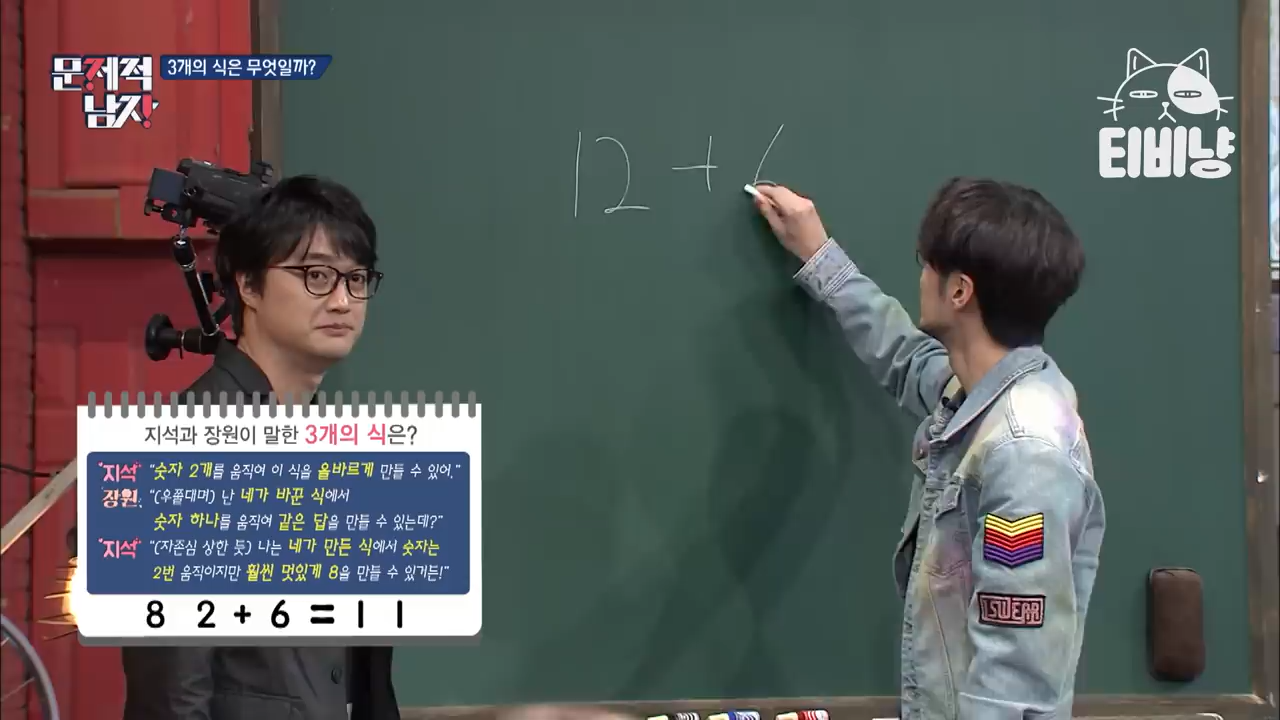 문제적
남자
3개의 식은 무엇일까?
티비냥
12 + 6
지석과 장원이 말한 3개의 식은?
지석 "숫자 2개를 움직여 이 식을 올바르게 만들 수 있어."
장원 "(우쭐대며) 난 네가 바꾼 식에서
숫자 하나를 움직여 같은 답을 만들 수 있는데?"
지석 "(자존심 상한 듯) 나는 네가 만든 식에서 숫자는
2번 움직이지만 훨씬 멋있게 8을 만들 수 있거든!"
8 2 + 6 = 1 1
I SWEAR